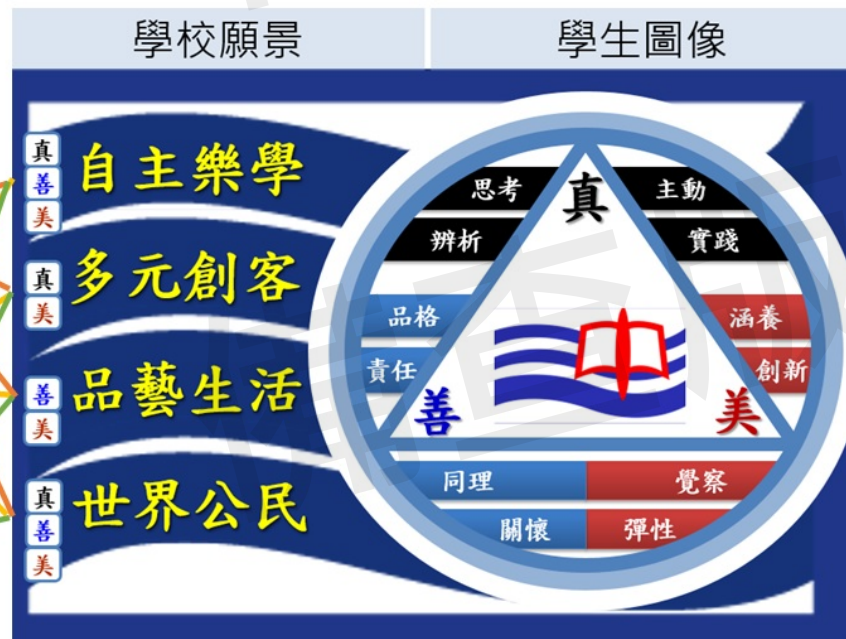 學校願景
學生圖像
真
善
美
自主樂學
真
美
多元創客
善
美
品藝生活
真
善
美
世界公民
思考
真
主動
辨析
實踐
品格
涵養
責任
創新
善
美
同理
覺察
關懷
彈性
備查版